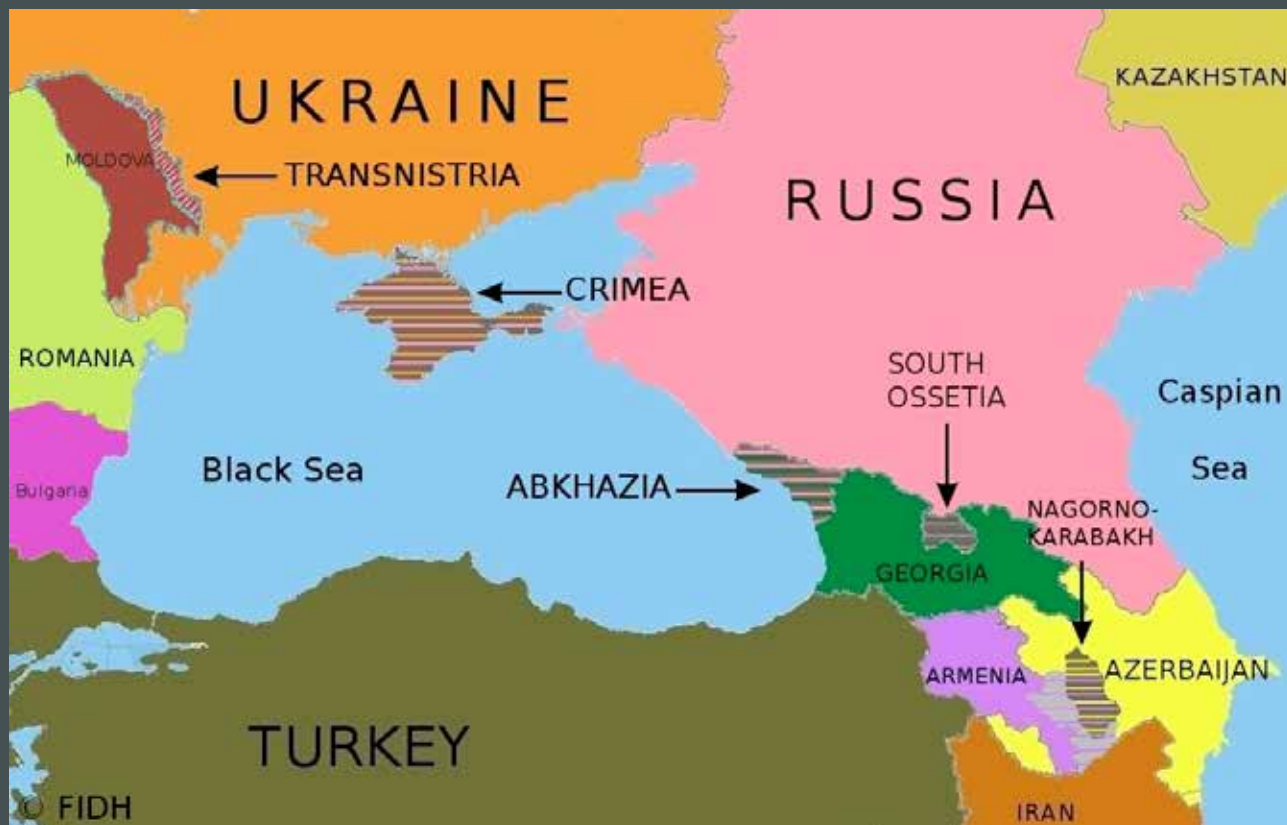 KAZAKHSTAN
UKRAINE
MOLDOVA
TRANSNISTRIA
RUSSIA
CRIMEA
ROMANIA
SOUTH
OSSETIA
Caspian
Sea
Black Sea
ABKHAZIA
Bulgaria
NAGORNO-
KARABAKH
GEORGIA
ARMENIA
AZERBAIJAN
TURKEY
© FIDH
IRAN